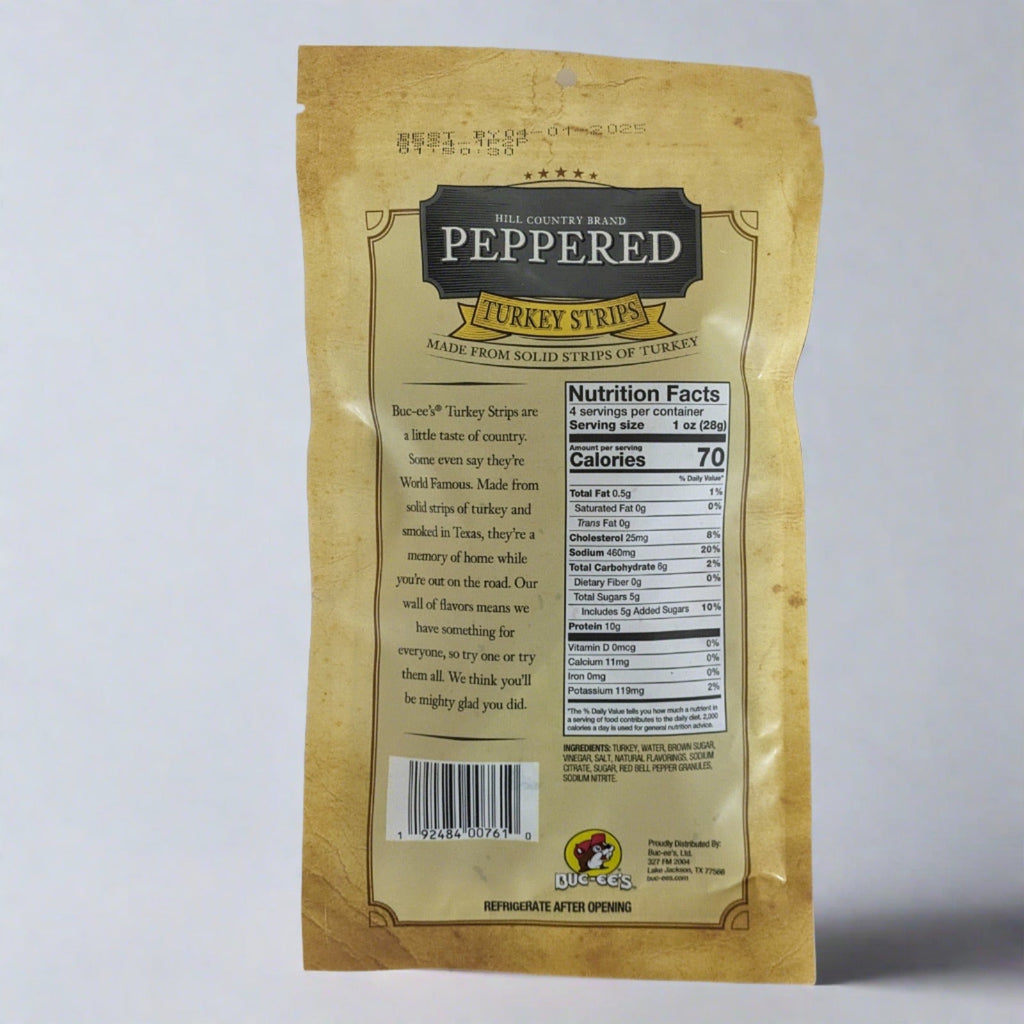 BEST BY04-01-2025
01:50:30
HILL COUNTRY BRAND
PEPPERED
TURKEY STRIPS
MADE FROM SOLID STRIPS OF TURKEY
Buc-ee's® Turkey Strips are
a little taste of country.
Some even say they're
World Famous. Made from
solid strips of turkey and
smoked in Texas, they're a
memory of home while
you're out on the road. Our
wall of flavors means we
have something for
everyone, so try one or try
them all. We think you'll
be mighty glad you did.
Nutrition Facts
4 servings per container
Serving size 1 oz (28g)
Amount per serving
Calories 70
% Daily Value*
Total Fat 0.5g 1%
Saturated Fat 0g 0%
Trans Fat 0g
Cholesterol 25mg 8%
Sodium 460mg 20%
Total Carbohydrate 6g 2%
Dietary Fiber 0g 0%
Total Sugars 5g
Includes 5g Added Sugars 10%
Protein 10g
Vitamin D 0mcg 0%
Calcium 11mg 0%
Iron 0mg 0%
Potassium 119mg 2%
*The % Daily Value tells you how much a nutrient in
a serving of food contributes to the daily diet. 2,000
calories a day is used for general nutrition advice.
INGREDIENTS: TURKEY, WATER, BROWN SUGAR,
VINEGAR, SALT, NATURAL FLAVORINGS, SODIUM
CITRATE, SUGAR, RED BELL PEPPER GRANULES,
SODIUM NITRITE.
1 92484 00761 0
BUC-EE'S
Proudly Distributed By:
Buc-ee's, Ltd.
327 FM 2004
Lake Jackson, TX 77566
buc-ees.com
REFRIGERATE AFTER OPENING